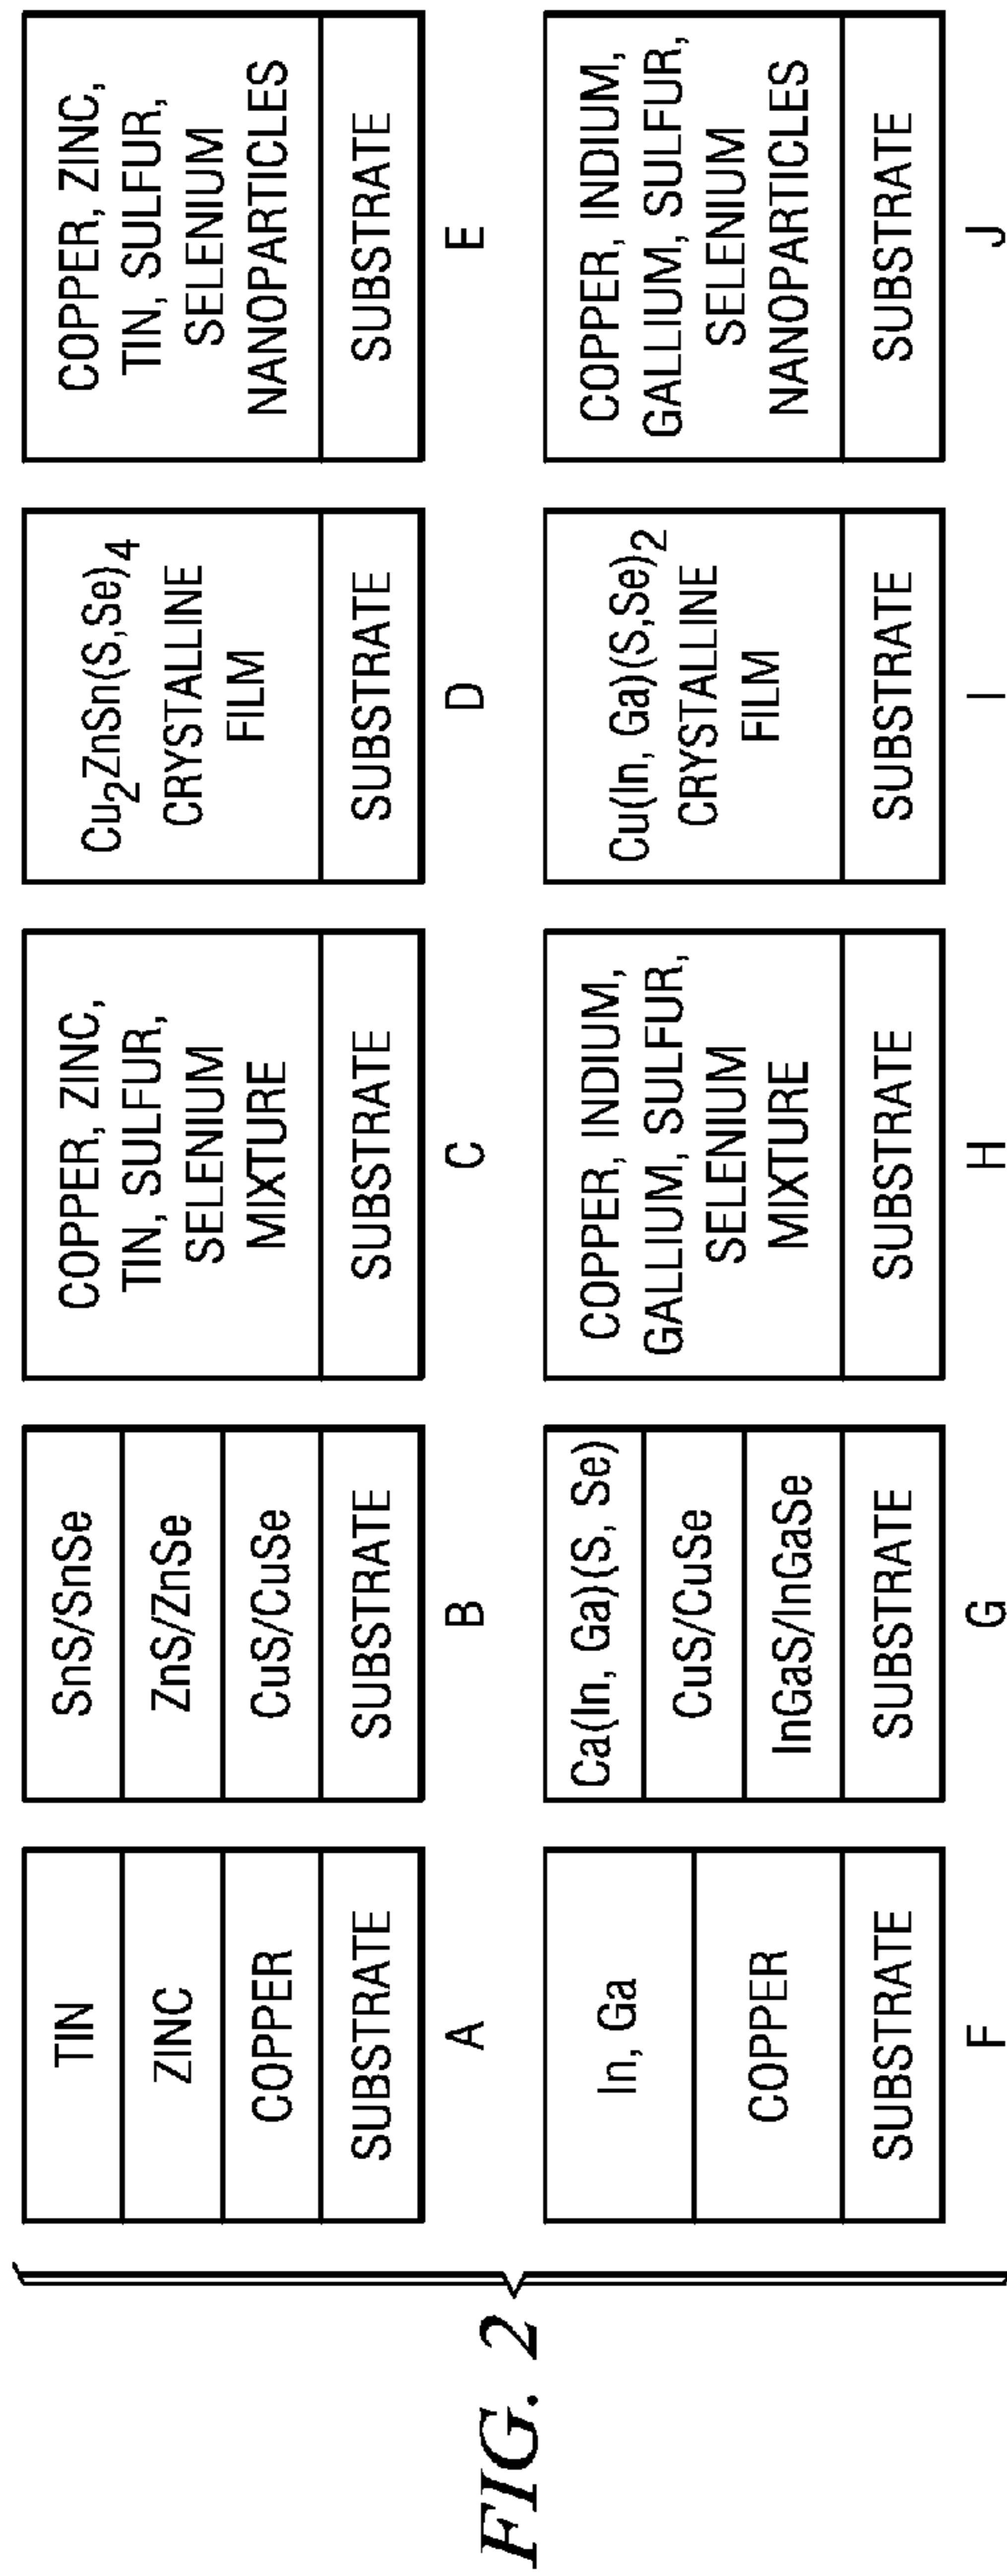 FIG. 2
TIN
ZINC
COPPER
SUBSTRATE
A
SnS/SnSe
ZnS/ZnSe
CuS/CuSe
SUBSTRATE
B
COPPER, ZINC,
TIN, SULFUR,
SELENIUM
MIXTURE
SUBSTRATE
C
Cu₂ZnSn(S,Se)₄
CRYSTALLINE
FILM
SUBSTRATE
D
COPPER, ZINC,
TIN, SULFUR,
SELENIUM
NANOPARTICLES
SUBSTRATE
E
In, Ga
COPPER
SUBSTRATE
F
Ca(In, Ga)(S, Se)
CuS/CuSe
InGaS/InGaSe
SUBSTRATE
G
COPPER, INDIUM,
GALLIUM, SULFUR,
SELENIUM
MIXTURE
SUBSTRATE
H
Cu(In, Ga)(S,Se)₂
CRYSTALLINE
FILM
SUBSTRATE
I
COPPER, INDIUM,
GALLIUM, SULFUR,
SELENIUM
NANOPARTICLES
SUBSTRATE
J